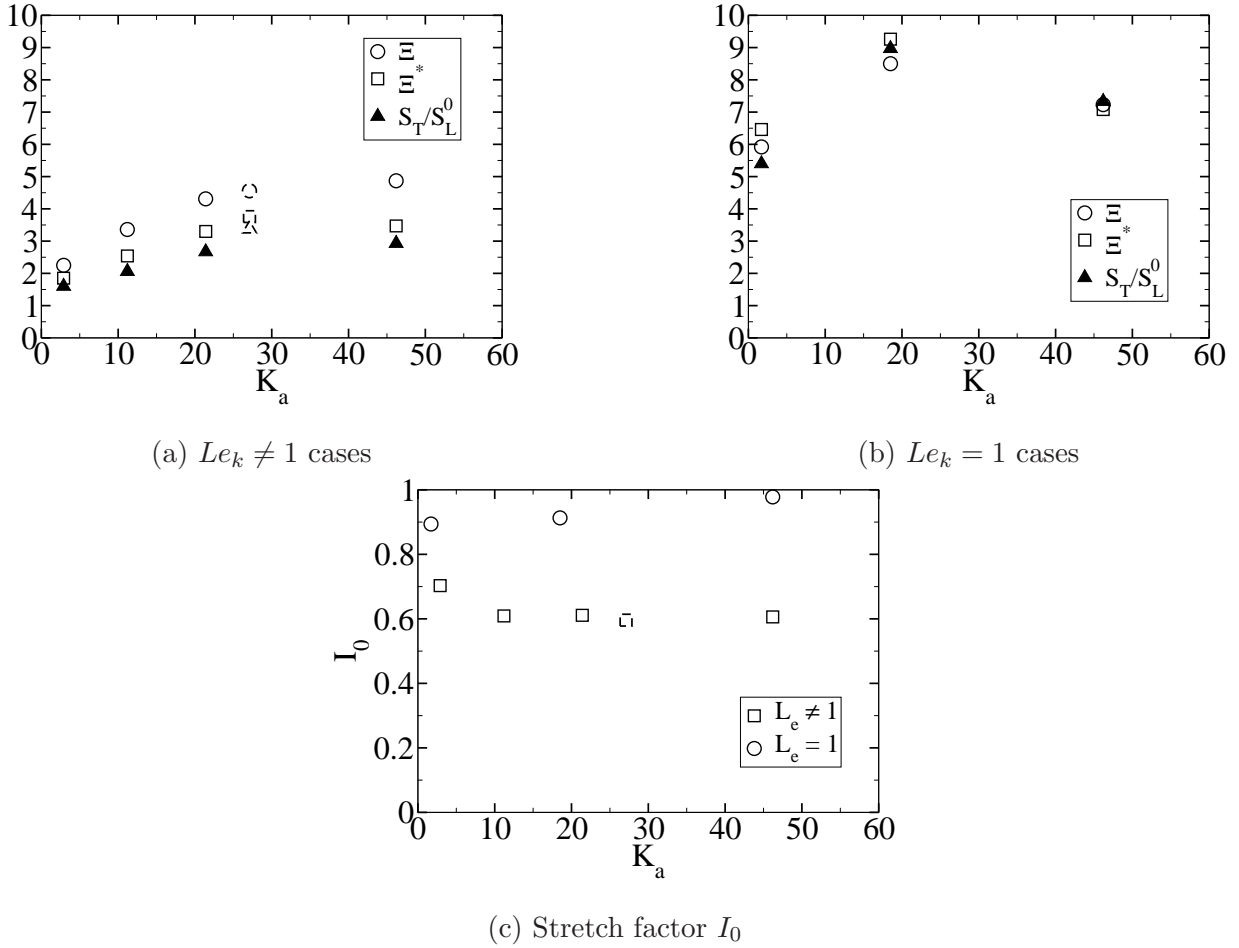 10
9
8
7
6
5
4
3
2
1
0
0 10 20 30 40 50 60
K_a
Ξ
Ξ^*
S_T/S_L^0
(a) Le_k ≠ 1 cases
10
9
8
7
6
5
4
3
2
1
0
0 10 20 30 40 50 60
K_a
Ξ
Ξ^*
S_T/S_L^0
(b) Le_k = 1 cases
1
0.8
0.6
0.4
0.2
0
I_0
0 10 20 30 40 50 60
K_a
L_e ≠ 1
L_e = 1
(c) Stretch factor I_0